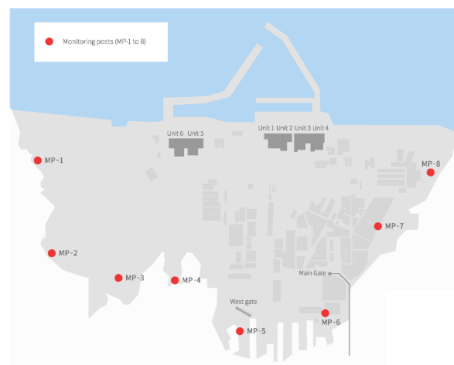 Monitoring posts (MP-1 to 8)
Unit 6 Unit 5
Unit 1 Unit 2 Unit 3 Unit 4
MP-1
MP-8
MP-7
MP-2
MP-3
MP-4
Main Gate
West gate
MP-6
MP-5